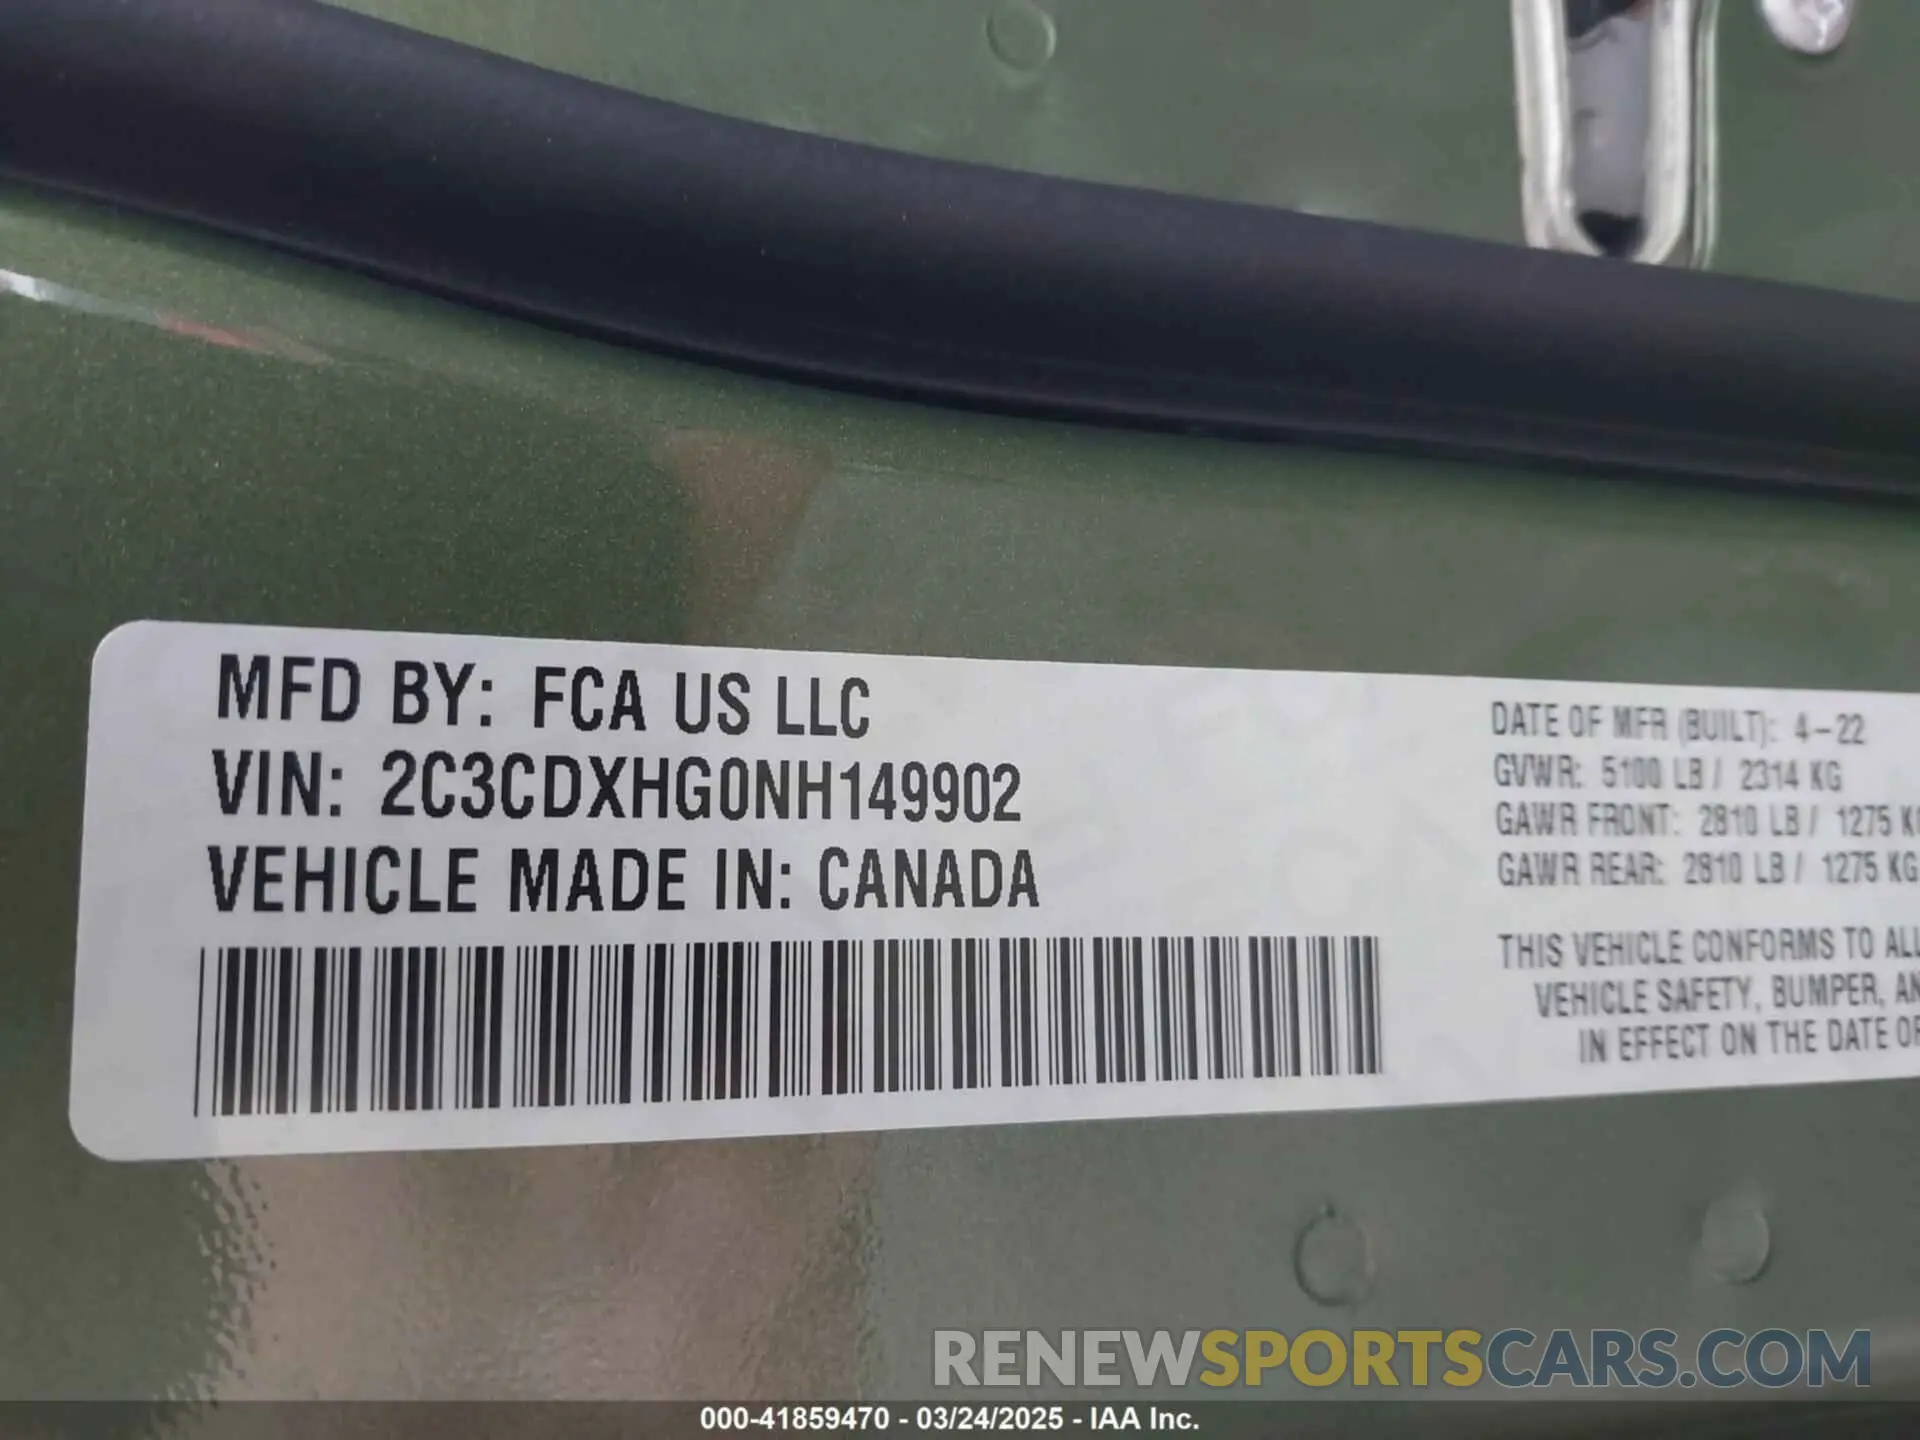 MFD BY: FCA US LLC
VIN: 2C3CDXHG0NH149902
VEHICLE MADE IN: CANADA
DATE OF MFR (BUILT): 4-22
GVWR: 5100 LB / 2314 KG
GAWR FRONT: 2810 LB / 1275 KG
GAWR REAR: 2810 LB / 1275 KG
THIS VEHICLE CONFORMS TO ALL
VEHICLE SAFETY, BUMPER,
IN EFFECT ON THE DATE
RENEWSPORTSCARS.COM
000-41859470 - 03/24/2025 - IAA Inc.